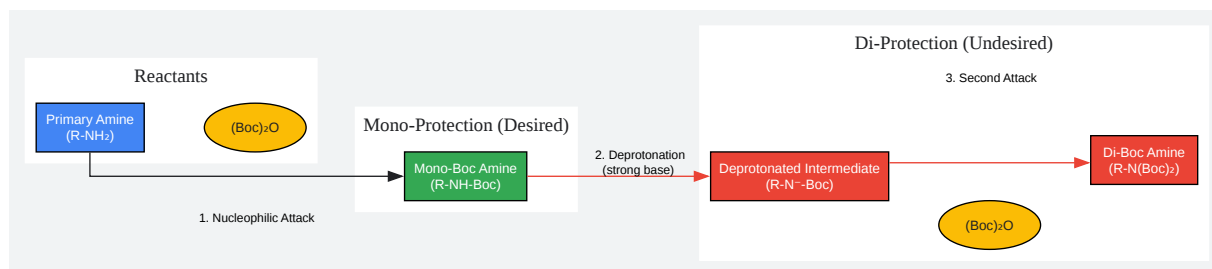 Reactants
Primary Amine
(R-NH₂)
(Boc)₂O
1. Nucleophilic Attack
Mono-Protection (Desired)
Mono-Boc Amine
(R-NH-Boc)
2. Deprotonation
(strong base)
Di-Protection (Undesired)
3. Second Attack
Deprotonated Intermediate
(R-N⁻-Boc)
Di-Boc Amine
(R-N(Boc)₂)
(Boc)₂O